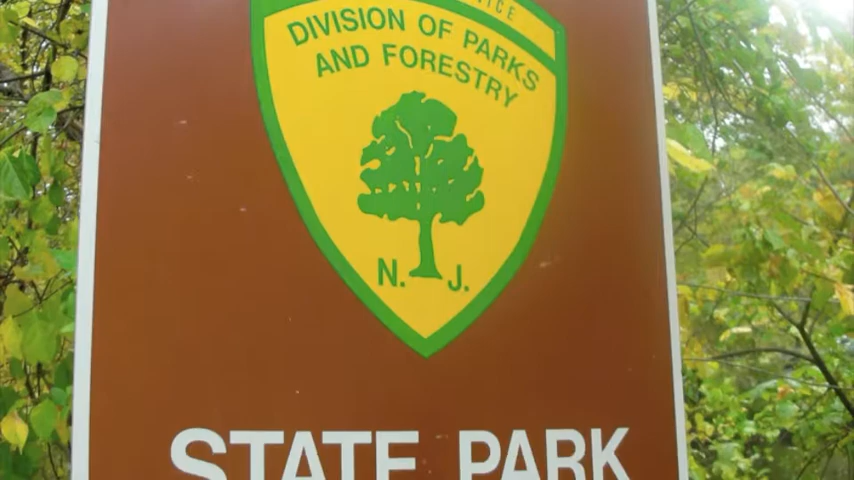 DIVISION OF PARKS
AND FORESTRY
N. J.
STATE PARK